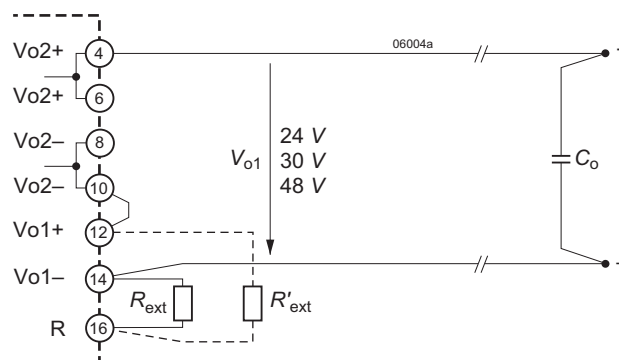 Vo2+ 4 06004a
Vo2+ 6
Vo2– 8
Vo2– 10
Vo1+ 12
Vo1– 14
R 16
Vo1
24 V
30 V
48 V
Co
Rext
R'ext